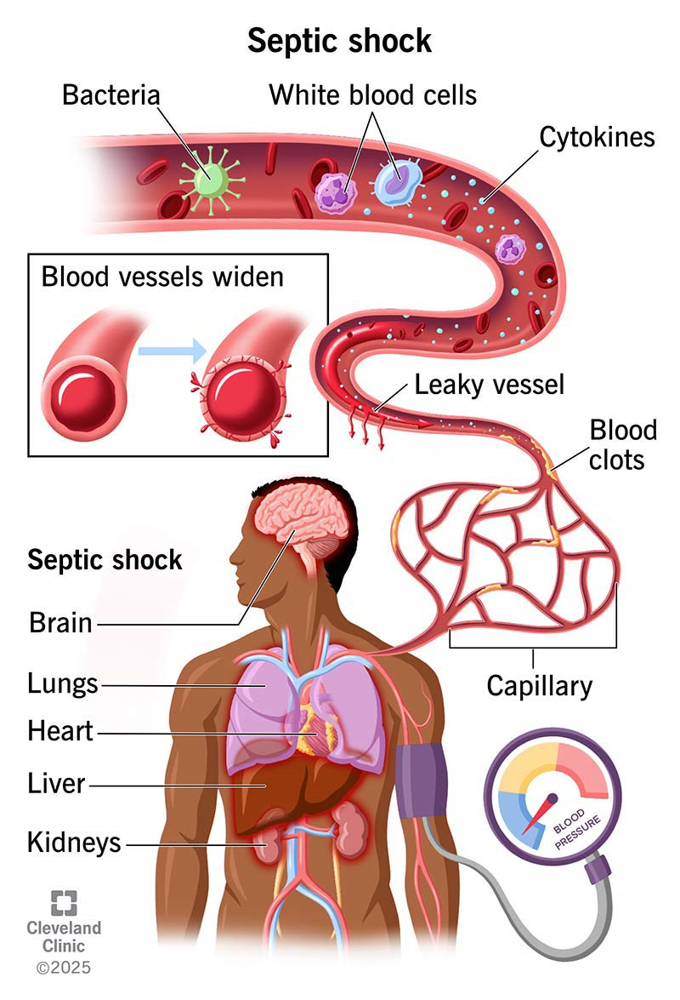 Septic shock
Bacteria
White blood cells
Cytokines
Blood vessels widen
Leaky vessel
Blood
clots
Septic shock
Brain
Lungs
Capillary
Heart
Liver
BLOOD
PRESSURE
Kidneys
Cleveland
Clinic
©2025